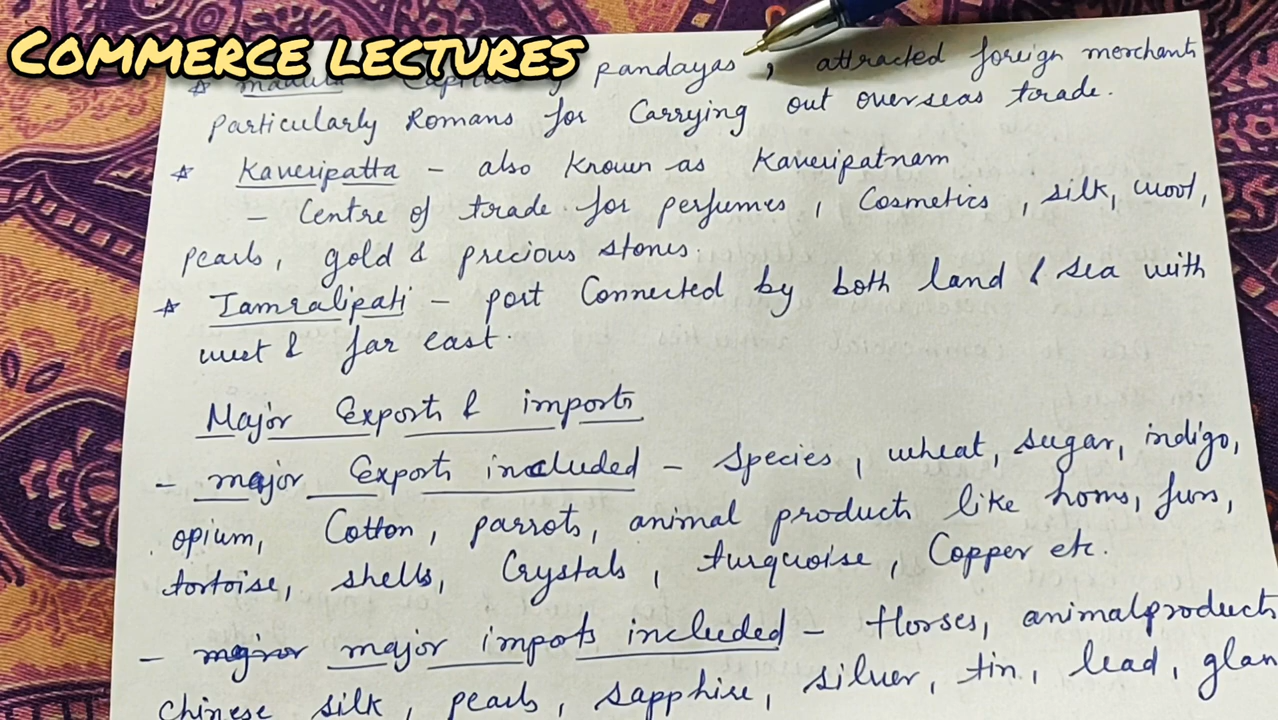 COMMERCE LECTURES
Pandayas, attracted foreign merchants
particularly Romans for Carrying out overseas trade.
☆ Kaveripatta - also known as Kaveripatnam
- Centre of trade for perfumes, Cosmetics, silk, wool,
pearls, gold & precious stones.
☆ Tamralipati - port Connected by both land & sea with
west & far east.
Major Exports & imports
- major Exports included - Species, wheat, sugar, indigo,
opium, Cotton, parrots, animal products like horns, furs,
tortoise, shells, Crystals, turquoise, Copper etc.
- major imports included - Horses, animal products
chinese silk, pearls, sapphire, silver, tin, lead,